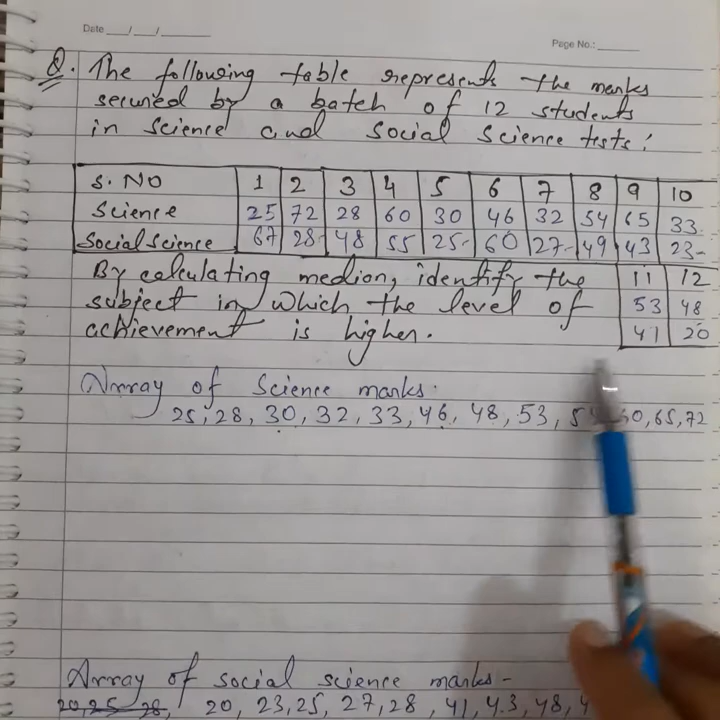 Date ___/___/___
Page No.: ______
Q. The following table represents the marks
secured by a batch of 12 students
in Science and Social Science tests:
S. NO 1 2 3 4 5 6 7 8 9 10
Science 25 72 28 60 30 46 32 54 65 33
Social Science 67 28 48 55 25 60 27 49 43 23
By calculating median, identify the 11 12
subject in which the level of 53 48
achievement is higher. 41 20
Array of Science marks:
25, 28, 30, 32, 33, 46, 48, 53, 60, 65, 72
Array of social science marks -
20, 25, 28, 20, 23, 25, 27, 28, 41, 43, 48,